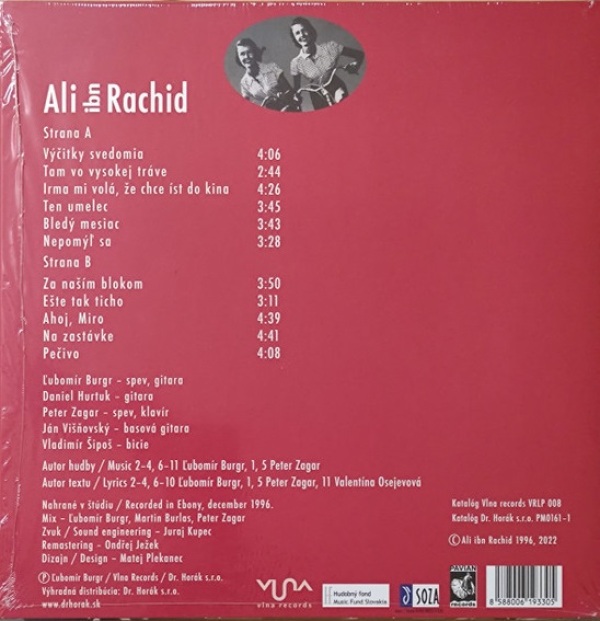 Ali ibn Rachid
Strana A
Výčitky svedomia 4:06
Tam vo vysokej tráve 2:44
Irma mi volá, že chce íst do kina 4:26
Ten umelec 3:45
Bledý mesiac 3:43
Nepomýľ sa 3:28
Strana B
Za naším blokom 3:50
Ešte tak ticho 3:11
Ahoj, Miro 4:39
Na zastávke 4:41
Pečivo 4:08
Ľubomír Burgr – spev, gitara
Daniel Hurtuk – gitara
Peter Zagar – spev, klavír
Ján Višňovský – basová gitara
Vladimír Šipoš – bicie
Autor hudby / Music 2–4, 6–11 Ľubomír Burgr, 1, 5 Peter Zagar
Autor textu / Lyrics 2–4, 6–10 Ľubomír Burgr, 1, 5 Peter Zagar, 11 Valentína Osejevová
Nahrané v štúdiu / Recorded in Ebony, december 1996.
Mix – Ľubomír Burgr, Martin Burlas, Peter Zagar
Zvuk / Sound engineering – Juraj Kupec
Remastering – Ondřej Ježek
Dizajn / Design – Matej Plekanec
Katalóg Vlna records VRLP 008
Katalóg Dr. Horák s.r.o. PM0161-1
Ⓒ Ali ibn Rachid 1996, 2022
Ⓟ Ľubomír Burgr / Vlna Records / Dr. Horák s.r.o.
Výhradná distribúcia: Dr. Horák s.r.o.
www.drhorak.sk
VLNA
vlna records
Hudobný fond
Music Fund Slovakia
SOZA
PAVIAN
records
8 588006 193305